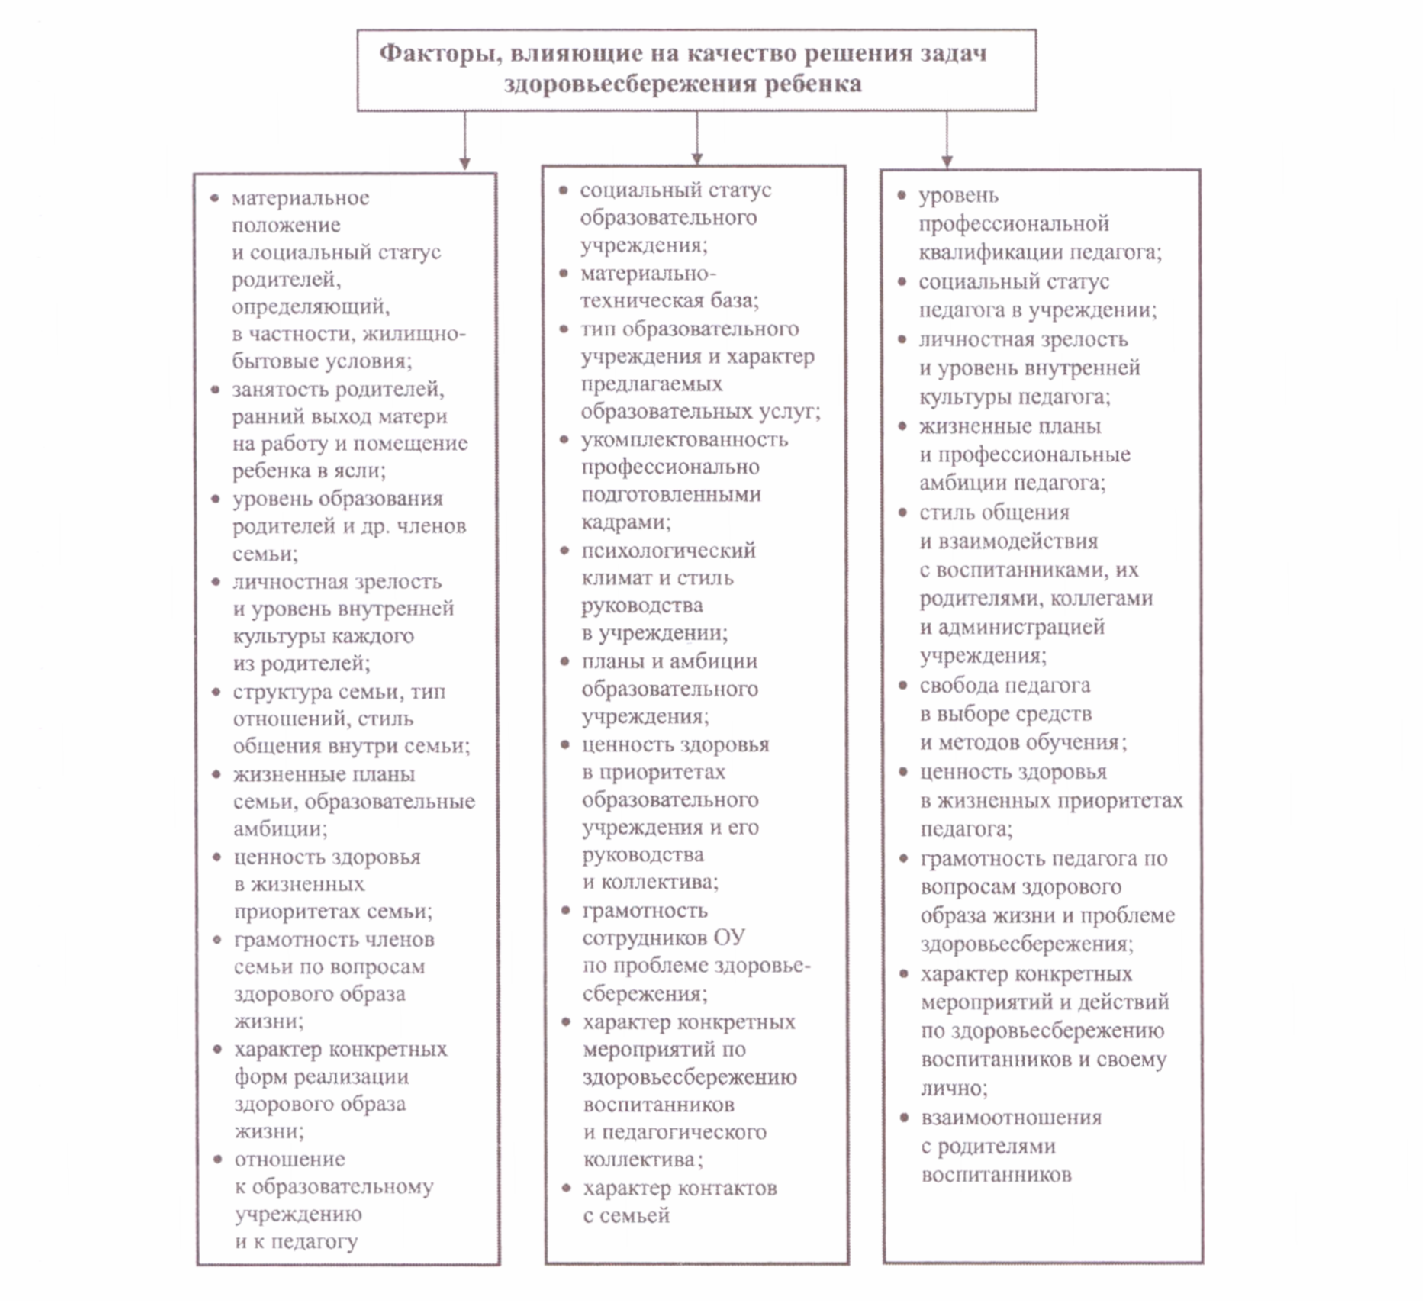 Факторы, влияющие на качество решения задач
здоровьесбережения ребенка
• материальное
положение
и социальный статус
родителей,
определяющий,
в частности, жилищно-
бытовые условия;
• занятость родителей,
ранний выход матери
на работу и помещение
ребенка в ясли;
• уровень образования
родителей и др. членов
семьи;
• личностная зрелость
и уровень внутренней
культуры каждого
из родителей;
• структура семьи, тип
отношений, стиль
общения внутри семьи;
• жизненные планы
семьи, образовательные
амбиции;
• ценность здоровья
в жизненных
приоритетах семьи;
• грамотность членов
семьи по вопросам
здорового образа
жизни;
• характер конкретных
форм реализации
здорового образа
жизни;
• отношение
к образовательному
учреждению
и к педагогу
• социальный статус
образовательного
учреждения;
• материально-
техническая база;
• тип образовательного
учреждения и характер
предлагаемых
образовательных услуг;
• укомплектованность
профессионально
подготовленными
кадрами;
• психологический
климат и стиль
руководства
в учреждении;
• планы и амбиции
образовательного
учреждения;
• ценность здоровья
в приоритетах
образовательного
учреждения и его
руководства
и коллектива;
• грамотность
сотрудников ОУ
по проблеме здоровье-
сбережения;
• характер конкретных
мероприятий по
здоровьесбережению
воспитанников
и педагогического
коллектива;
• характер контактов
с семьей
• уровень
профессиональной
квалификации педагога;
• социальный статус
педагога в учреждении;
• личностная зрелость
и уровень внутренней
культуры педагога;
• жизненные планы
и профессиональные
амбиции педагога;
• стиль общения
и взаимодействия
с воспитанниками, их
родителями, коллегами
и администрацией
учреждения;
• свобода педагога
в выборе средств
и методов обучения;
• ценность здоровья
в жизненных приоритетах
педагога;
• грамотность педагога по
вопросам здорового
образа жизни и проблеме
здоровьесбережения;
• характер конкретных
мероприятий и действий
по здоровьесбережению
воспитанников и своему
лично;
• взаимоотношения
с родителями
воспитанников